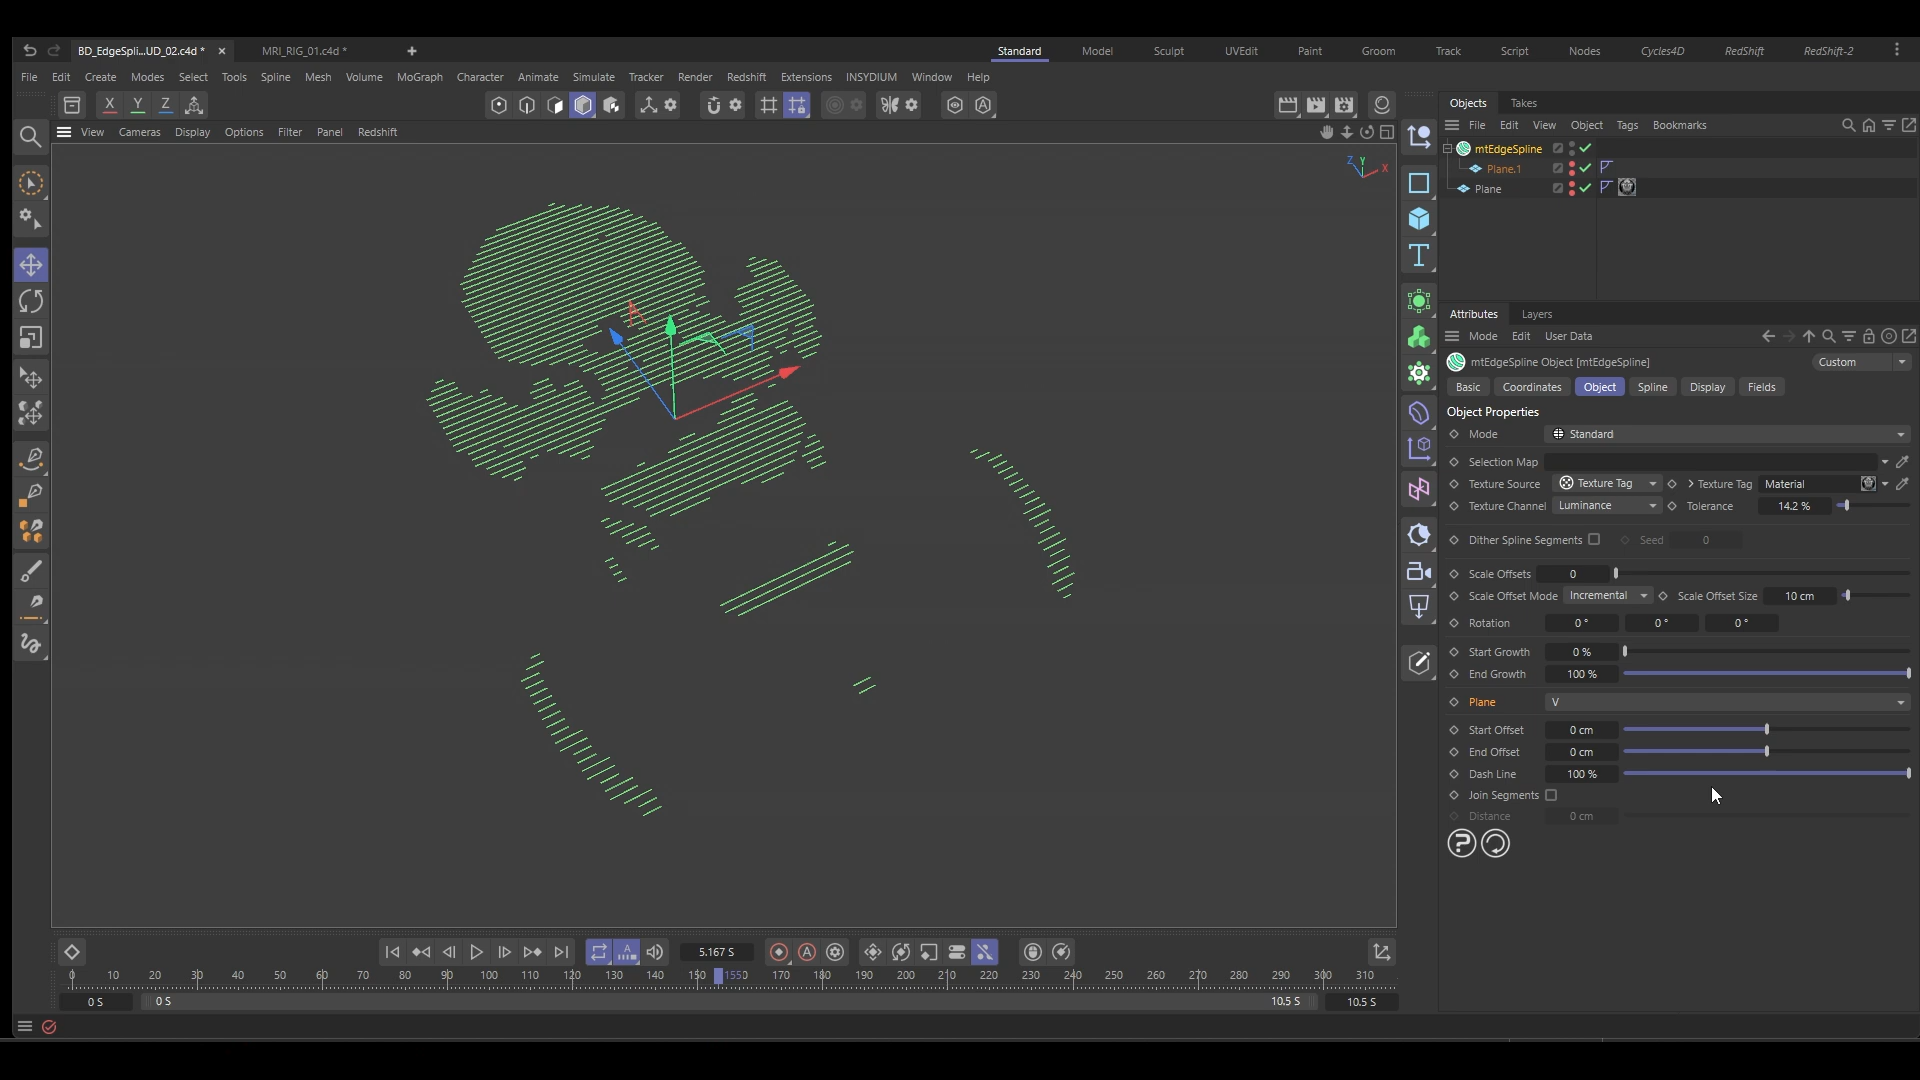 BD_EdgeSpli...UD_02.c4d * MRI_RIG_01.c4d * Standard Model Sculpt UVEdit Paint Groom Track Script Nodes Cycles4D RedShift RedShift-2
File Edit Create Modes Select Tools Spline Mesh Volume MoGraph Character Animate Simulate Tracker Render Redshift Extensions INSYDIUM Window Help
X Y Z
View Cameras Display Options Filter Panel Redshift
Z Y X
Objects Takes
File Edit View Object Tags Bookmarks
mtEdgeSpline
Plane.1
Plane
Attributes Layers
Mode Edit User Data
mtEdgeSpline Object [mtEdgeSpline] Custom
Basic Coordinates Object Spline Display Fields
Object Properties
Mode Standard
Selection Map
Texture Source Texture Tag > Texture Tag Material
Texture Channel Luminance Tolerance 14.2 %
Dither Spline Segments Seed 0
Scale Offsets 0
Scale Offset Mode Incremental Scale Offset Size 10 cm
Rotation 0 ° 0 ° 0 °
Start Growth 0 %
End Growth 100 %
Plane V
Start Offset 0 cm
End Offset 0 cm
Dash Line 100 %
Join Segments
Distance 0 cm
5.167 S
0 10 20 30 40 50 60 70 80 90 100 110 120 130 140 150 155 170 180 190 200 210 220 230 240 250 260 270 280 290 300 310
0 S 0 S 10.5 S 10.5 S